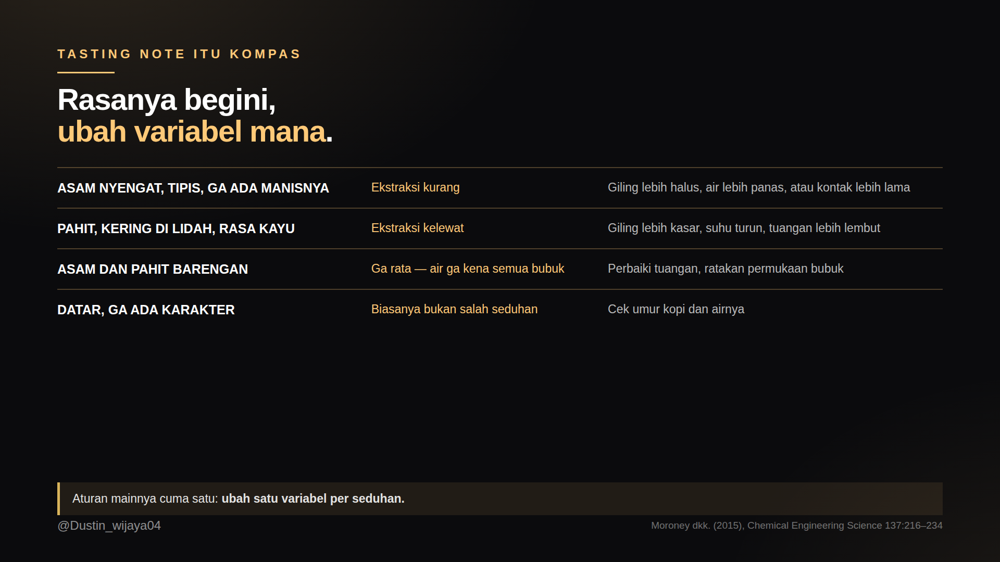 TASTING NOTE ITU KOMPAS
Rasanya begini,
ubah variabel mana.
ASAM NYENGAT, TIPIS, GA ADA MANISNYA Ekstraksi kurang Giling lebih halus, air lebih panas, atau kontak lebih lama
PAHIT, KERING DI LIDAH, RASA KAYU Ekstraksi kelewat Giling lebih kasar, suhu turun, tuangan lebih lembut
ASAM DAN PAHIT BARENGAN Ga rata — air ga kena semua bubuk Perbaiki tuangan, ratakan permukaan bubuk
DATAR, GA ADA KARAKTER Biasanya bukan salah seduhan Cek umur kopi dan airnya
Aturan mainnya cuma satu: ubah satu variabel per seduhan.
@Dustin_wijaya04 Moroney dkk. (2015), Chemical Engineering Science 137:216–234